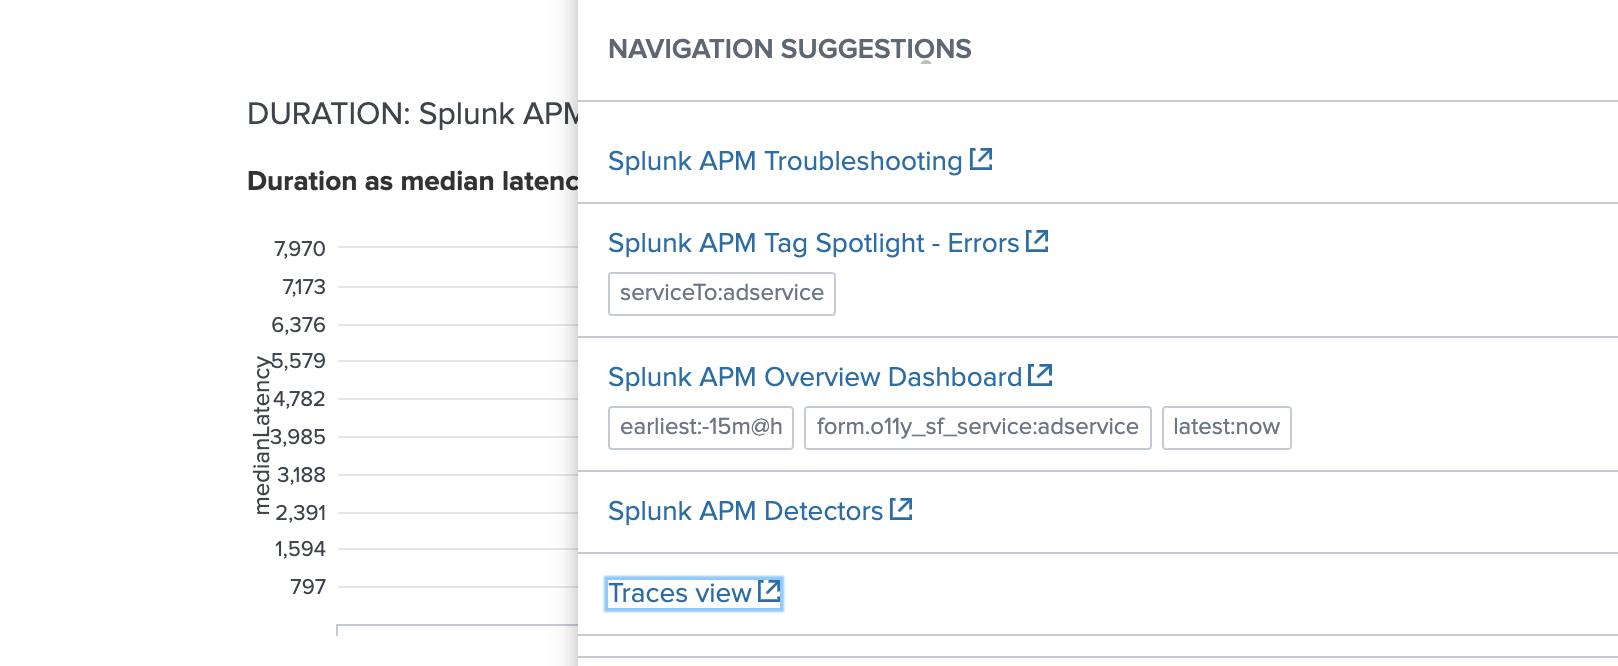 NAVIGATION SUGGESTIONS
DURATION: Splunk APM
Duration as median latenc
7,970
7,173
6,376
5,579
4,782
3,985
3,188
2,391
1,594
797
medianLatency
Splunk APM Troubleshooting
Splunk APM Tag Spotlight - Errors
serviceTo:adservice
Splunk APM Overview Dashboard
earliest:-15m@h form.o11y_sf_service:adservice latest:now
Splunk APM Detectors
Traces view